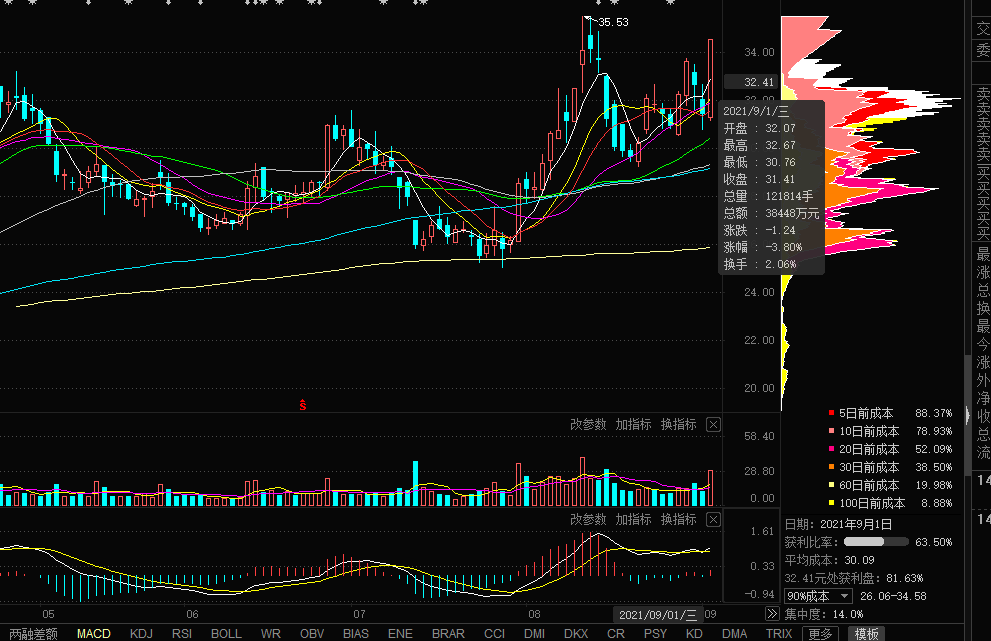 35.53
34.00
32.41
2021/9/1/三
开盘 : 32.07
最高 : 32.67
最低 : 30.76
收盘 : 31.41
总量 : 121814手
总额 : 38448万元
涨跌 : -1.24
涨幅 : -3.80%
换手 : 2.06%
24.00
22.00
20.00
ŝ
改参数 加指标 换指标
58.40
28.80
0.00
改参数 加指标 换指标
1.61
0.33
-0.94
5日前成本 88.37%
10日前成本 78.93%
20日前成本 52.09%
30日前成本 38.50%
60日前成本 19.98%
100日前成本 8.88%
日期: 2021年9月1日
获利比率: 63.50%
平均成本: 30.09
32.41元处获利盘: 81.63%
90%成本 26.06-34.58
集中度: 14.0%
05 06 07 08 2021/09/01/三 09
两融差额 MACD KDJ RSI BOLL WR OBV BIAS ENE BRAR CCI DMI DKX CR PSY KD DMA TRIX 更多 模板
交
委
卖
卖
卖
卖
卖
买
买
买
买
买
最
涨
总
换
最
今
涨
外
净
收
总
流
14
14